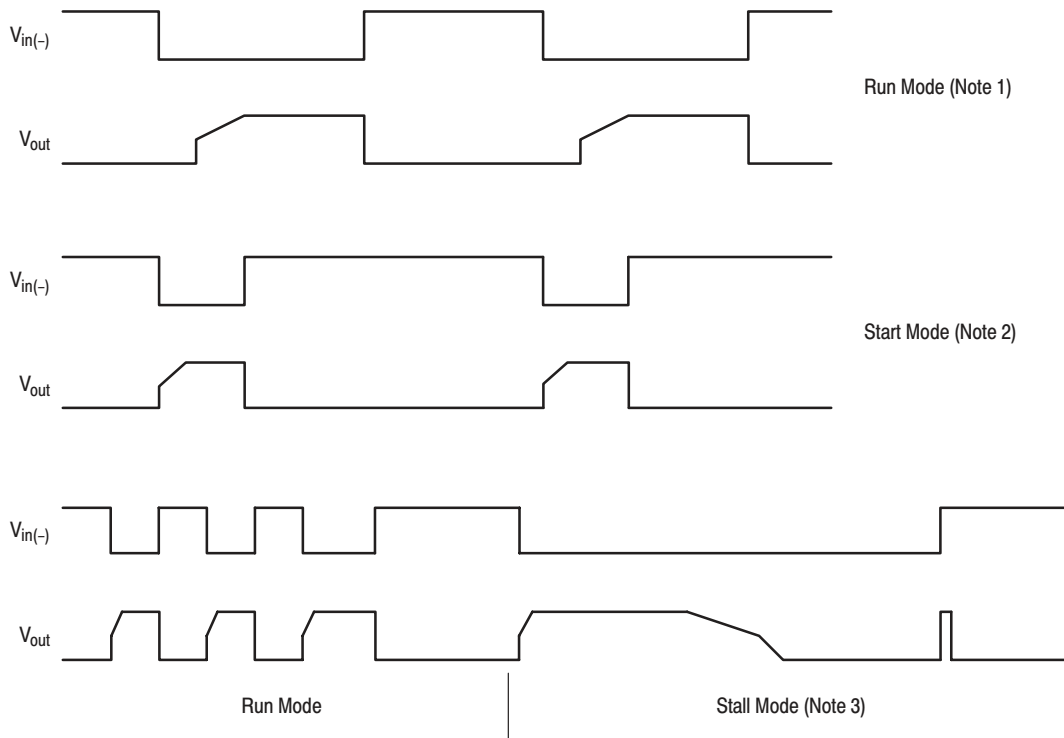 Vin(–)
Run Mode (Note 1)
Vout
Vin(–)
Start Mode (Note 2)
Vout
Vin(–)
Vout
Run Mode
Stall Mode (Note 3)